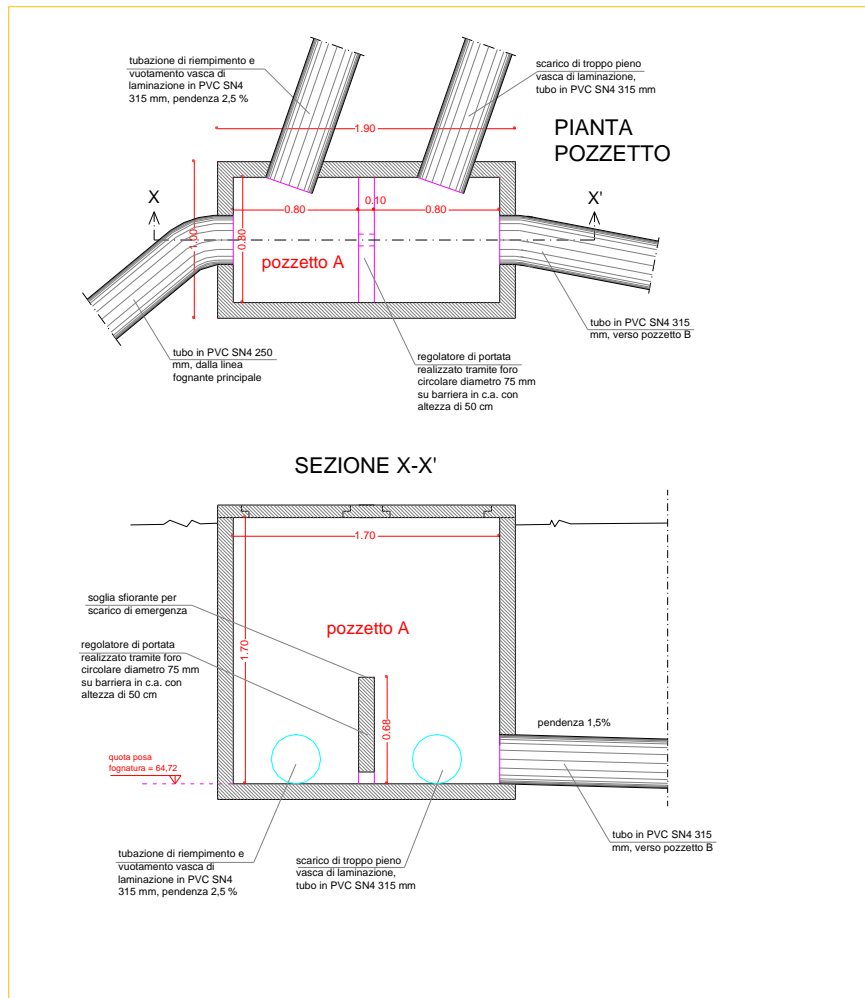 tubazione di riempimento e
vuotamento vasca di
laminazione in PVC SN4
315 mm, pendenza 2,5 %
scarico di troppo pieno
vasca di laminazione,
tubo in PVC SN4 315 mm
1.90
PIANTA
POZZETTO
X
X'
0.80
0.10
0.80
1.00
0.80
pozzetto A
tubo in PVC SN4 250
mm, dalla linea
fognante principale
regolatore di portata
realizzato tramite foro
circolare diametro 75 mm
su barriera in c.a. con
altezza di 50 cm
tubo in PVC SN4 315
mm, verso pozzetto B
SEZIONE X-X'
1.70
soglia sfiorante per
scarico di emergenza
pozzetto A
regolatore di portata
realizzato tramite foro
circolare diametro 75 mm
su barriera in c.a. con
altezza di 50 cm
1.70
0.68
pendenza 1,5%
quota posa
fognatura = 64,72
tubo in PVC SN4 315
mm, verso pozzetto B
tubazione di riempimento e
vuotamento vasca di
laminazione in PVC SN4
315 mm, pendenza 2,5 %
scarico di troppo pieno
vasca di laminazione,
tubo in PVC SN4 315 mm